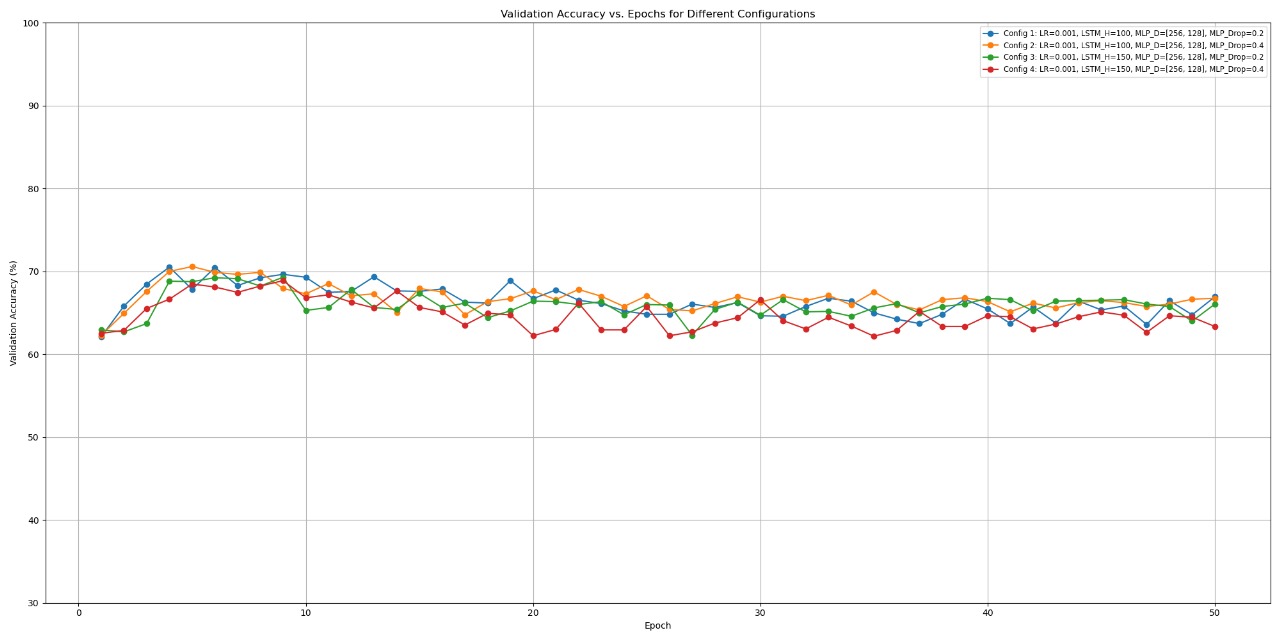 Validation Accuracy vs. Epochs for Different Configurations
Config 1: LR=0.001, LSTM_H=100, MLP_D=[256, 128], MLP_Drop=0.2
Config 2: LR=0.001, LSTM_H=100, MLP_D=[256, 128], MLP_Drop=0.4
Config 3: LR=0.001, LSTM_H=150, MLP_D=[256, 128], MLP_Drop=0.2
Config 4: LR=0.001, LSTM_H=150, MLP_D=[256, 128], MLP_Drop=0.4
Validation Accuracy (%)
100
90
80
70
60
50
40
30
0 10 20 30 40 50
Epoch